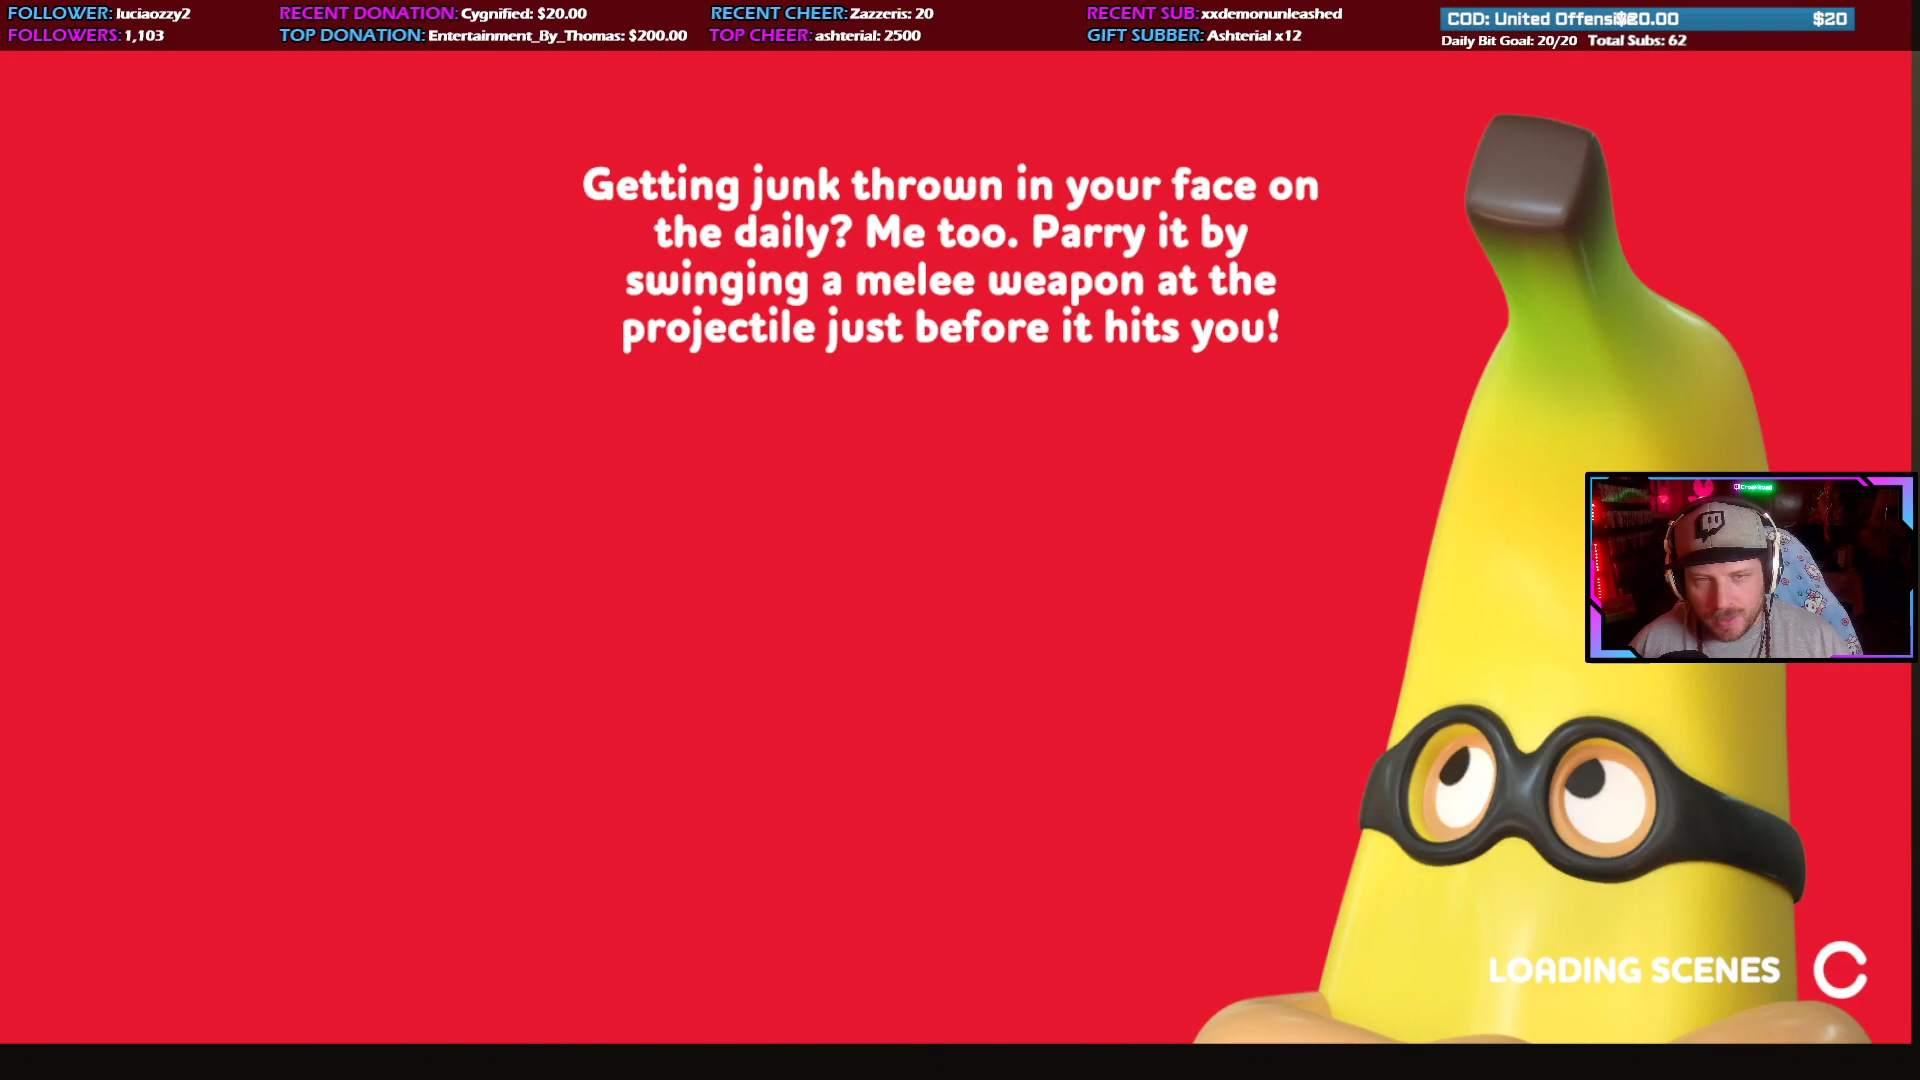 FOLLOWER: luciaozzy2
FOLLOWERS: 1,103
RECENT DONATION: Cygnified: $20.00
TOP DONATION: Entertainment_By_Thomas: $200.00
RECENT CHEER: Zazzeris: 20
TOP CHEER: ashterial: 2500
RECENT SUB: xxdemonunleashed
GIFT SUBBER: Ashterial x12
COD: United Offensi $20
Daily Bit Goal: 20/20 Total Subs: 62
Getting junk thrown in your face on
the daily? Me too. Parry it by
swinging a melee weapon at the
projectile just before it hits you!
LOADING SCENES